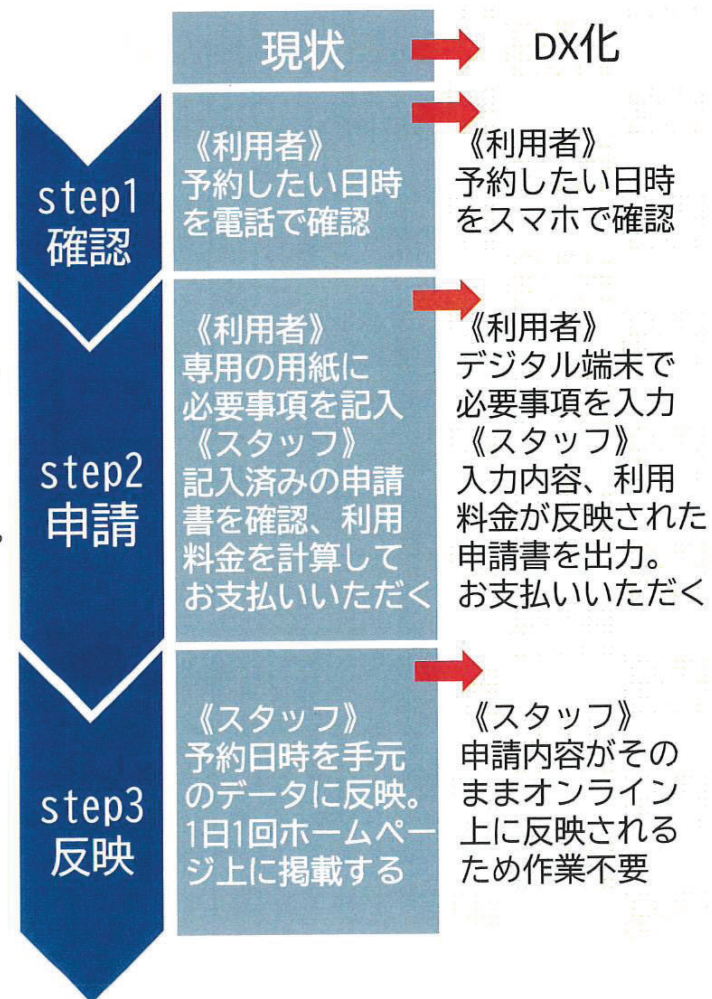 現状
DX化
step1
確認
《利用者》
予約したい日時
を電話で確認
《利用者》
予約したい日時
をスマホで確認
step2
申請
《利用者》
専用の用紙に
必要事項を記入
《スタッフ》
記入済みの申請
書を確認、利用
料金を計算して
お支払いいただく
《利用者》
デジタル端末で
必要事項を入力
《スタッフ》
入力内容、利用
料金が反映された
申請書を出力。
お支払いいただく
step3
反映
《スタッフ》
予約日時を手元
のデータに反映。
1日1回ホームペー
ジ上に掲載する
《スタッフ》
申請内容がその
ままオンライン
上に反映される
ため作業不要